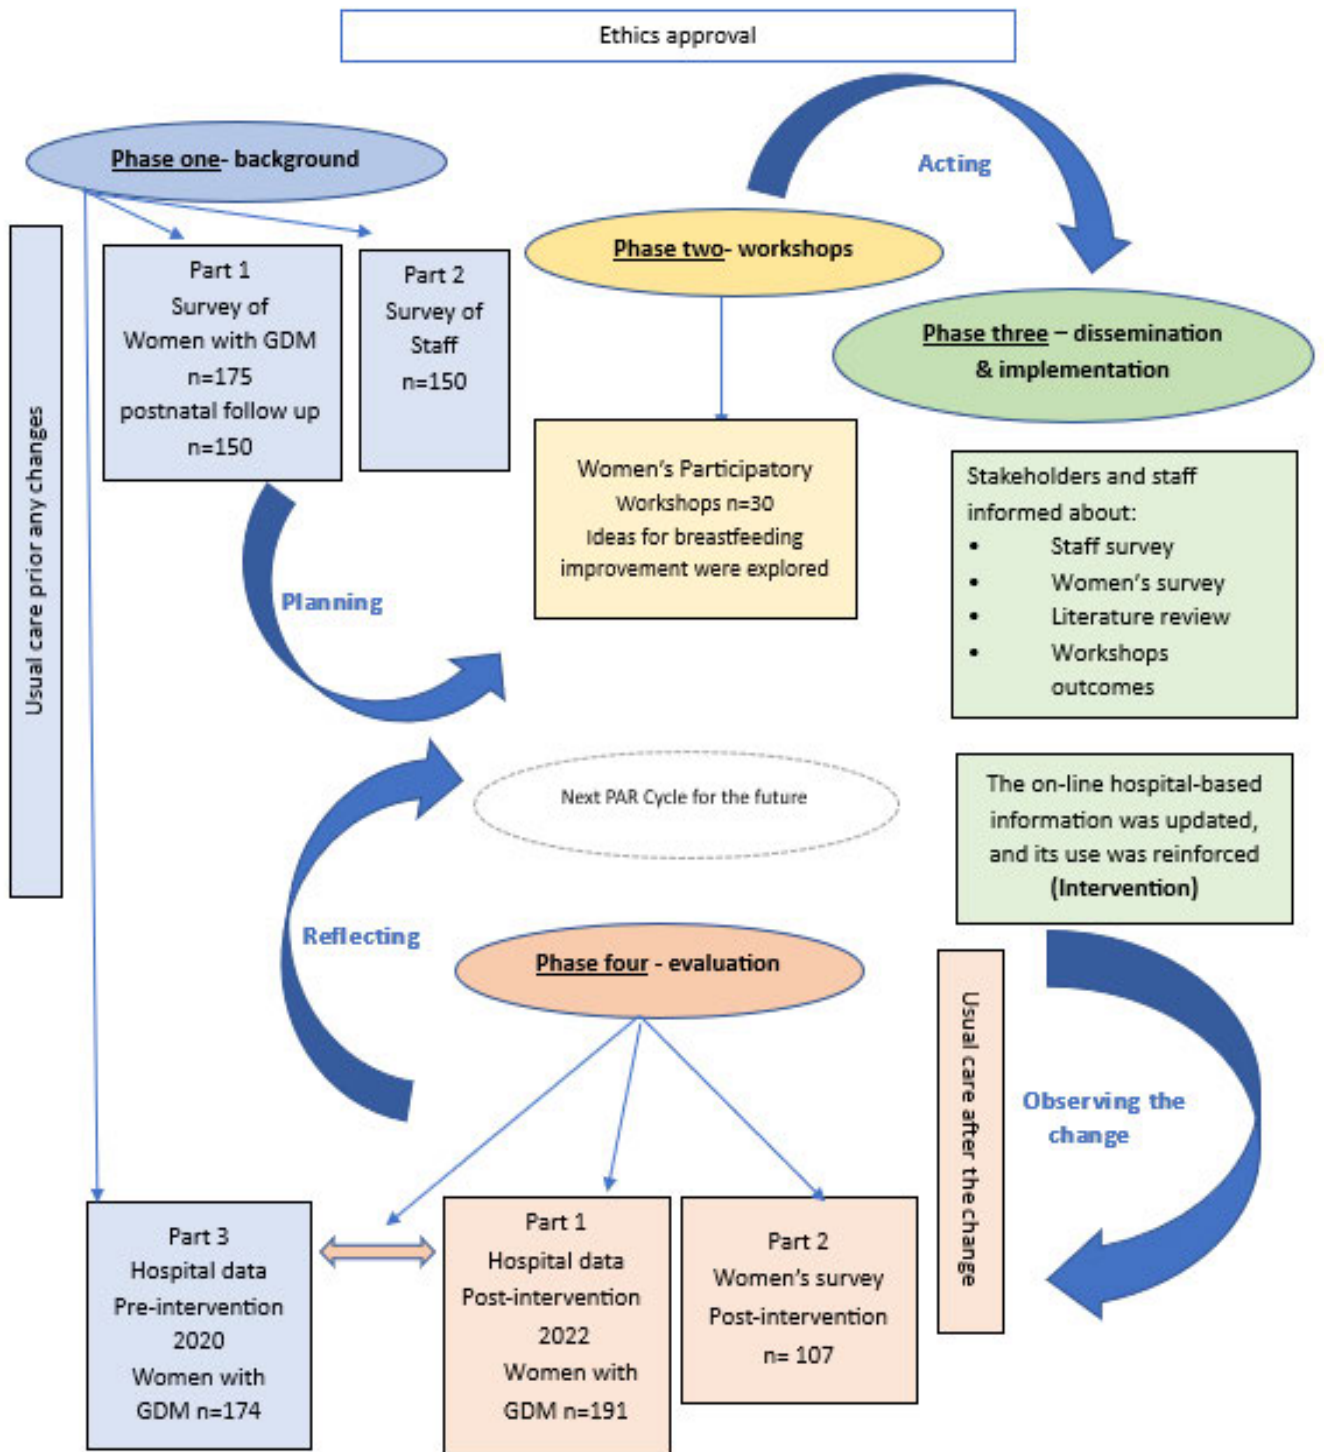 Ethics approval
Phase one- background
Acting
Phase two- workshops
Phase three – dissemination
& implementation
Usual care prior any changes
Part 1
Survey of
Women with GDM
n=175
postnatal follow up
n=150
Part 2
Survey of
Staff
n=150
Women's Participatory
Workshops n=30
Ideas for breastfeeding
improvement were explored
Stakeholders and staff
informed about:
• Staff survey
• Women's survey
• Literature review
• Workshops
outcomes
Planning
Next PAR Cycle for the future
The on-line hospital-based
information was updated,
and its use was reinforced
(Intervention)
Reflecting
Phase four - evaluation
Usual care after the change
Observing the
change
Part 3
Hospital data
Pre-intervention
2020
Women with
GDM n=174
Part 1
Hospital data
Post-intervention
2022
Women with
GDM n=191
Part 2
Women's survey
Post-intervention
n= 107